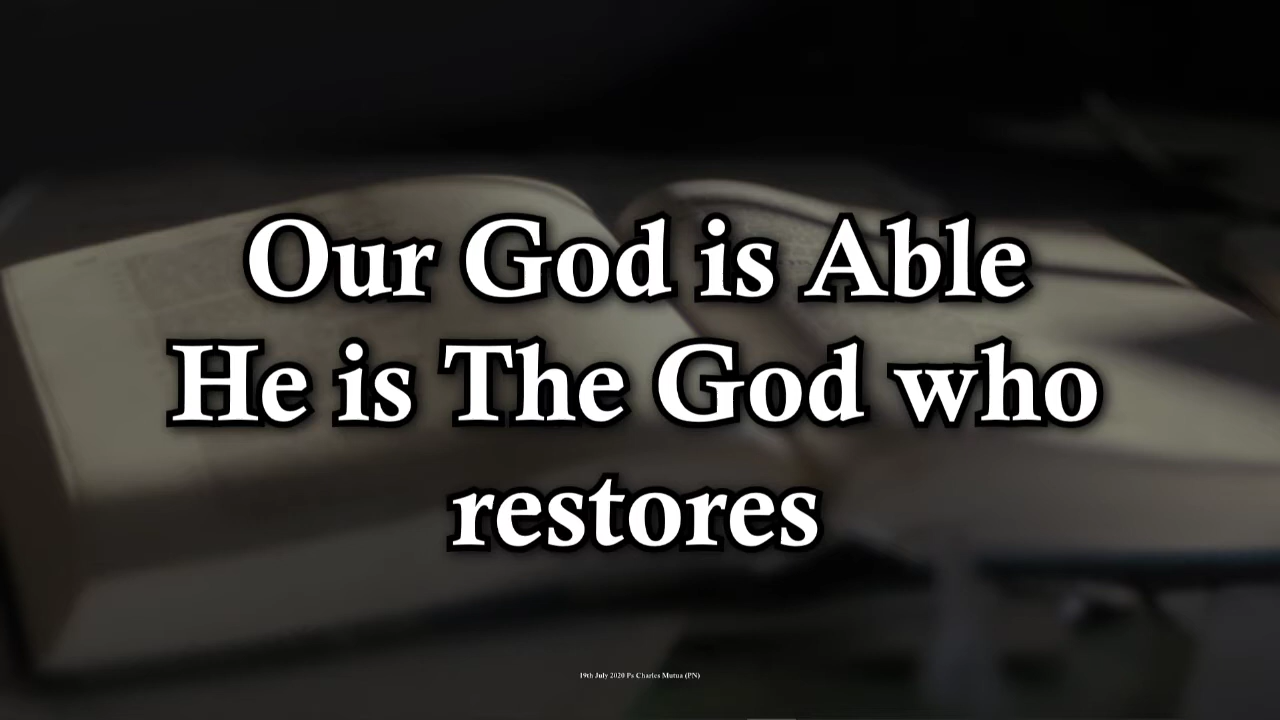 Our God is Able
He is The God who
restores
19th July 2020 Ps Charles Mutua (PN)